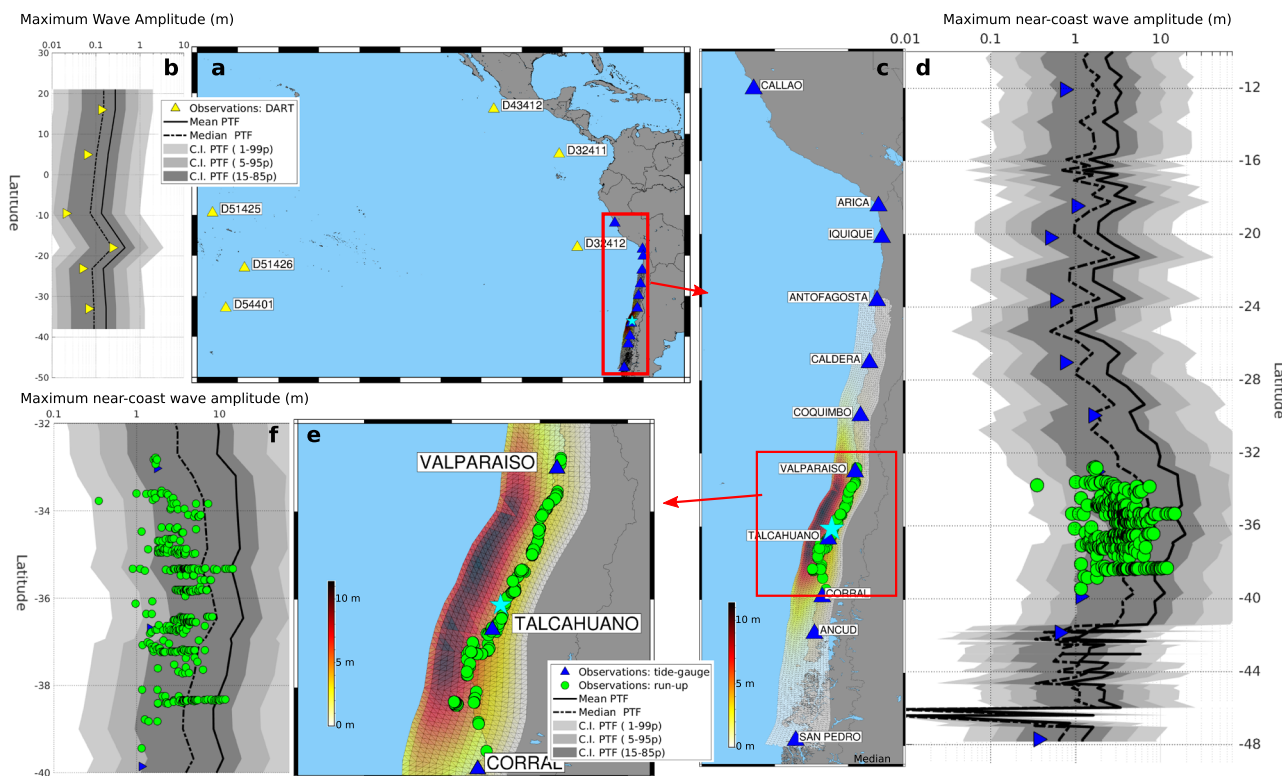 Maximum Wave Amplitude (m)
0.01 0.1 1 10
30
20
10
0
-10
-20
-30
-40
-50
Latitude
b
a
Observations: DART
Mean PTF
Median PTF
C.I. PTF ( 1-99p)
C.I. PTF ( 5-95p)
C.I. PTF (15-85p)
D43412
D32411
D51425
D32412
D51426
D54401
c
CALLAO
ARICA
IQUIQUE
ANTOFAGOSTA
CALDERA
COQUIMBO
VALPARAISO
TALCAHUANO
CORRAL
ANCUD
SAN PEDRO
10 m
5 m
0 m
Median
Maximum near-coast wave amplitude (m)
0.01 0.1 1 10
d
-12
-16
-20
-24
-28
-32
-36
-40
-44
-48
Maximum near-coast wave amplitude (m)
0.1 1 10
32
-34
-36
-38
-40
Latitude
f
e
VALPARAISO
TALCAHUANO
CORRAL
10 m
5 m
0 m
Observations: tide-gauge
Observations: run-up
Mean PTF
Median PTF
C.I. PTF ( 1-99p)
C.I. PTF ( 5-95p)
C.I. PTF (15-85p)